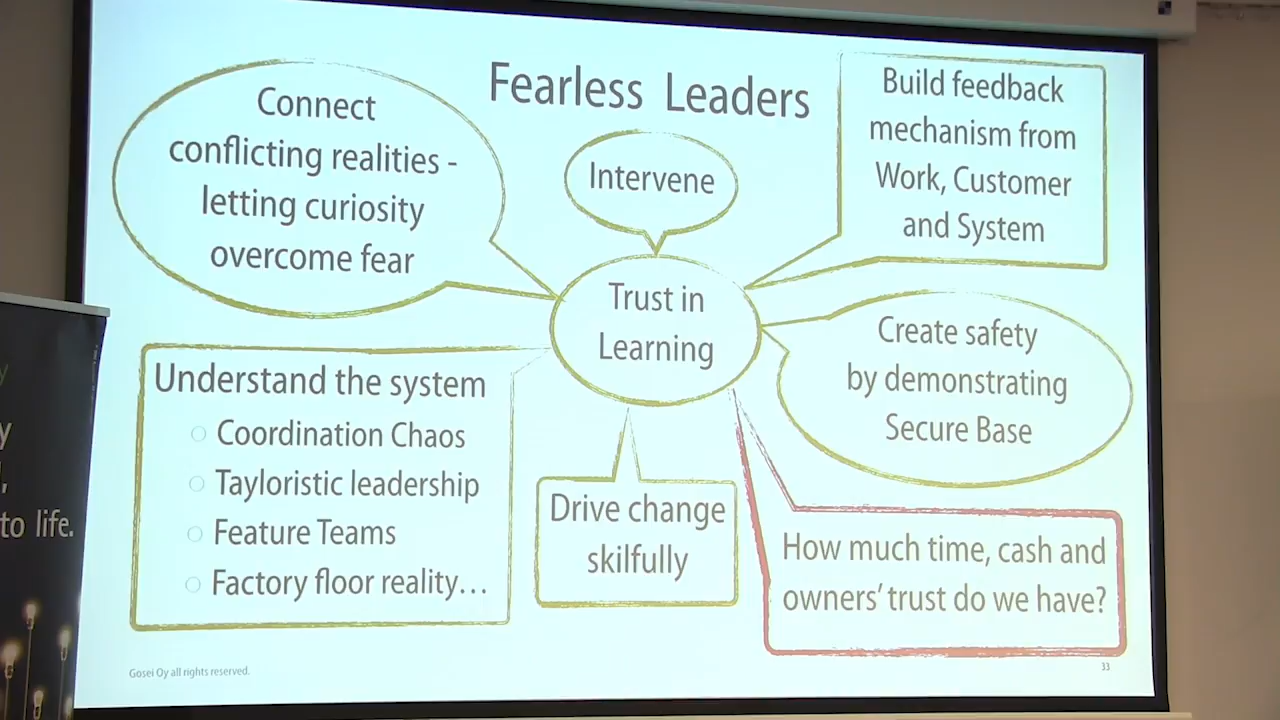 Fearless Leaders
Connect
conflicting realities -
letting curiosity
overcome fear
Intervene
Build feedback
mechanism from
Work, Customer
and System
Trust in
Learning
Create safety
by demonstrating
Secure Base
Understand the system
Coordination Chaos
Tayloristic leadership
Feature Teams
Factory floor reality…
Drive change
skilfully
How much time, cash and
owners’ trust do we have?
Gosei Oy all rights reserved.
33
y
y
,
to life.